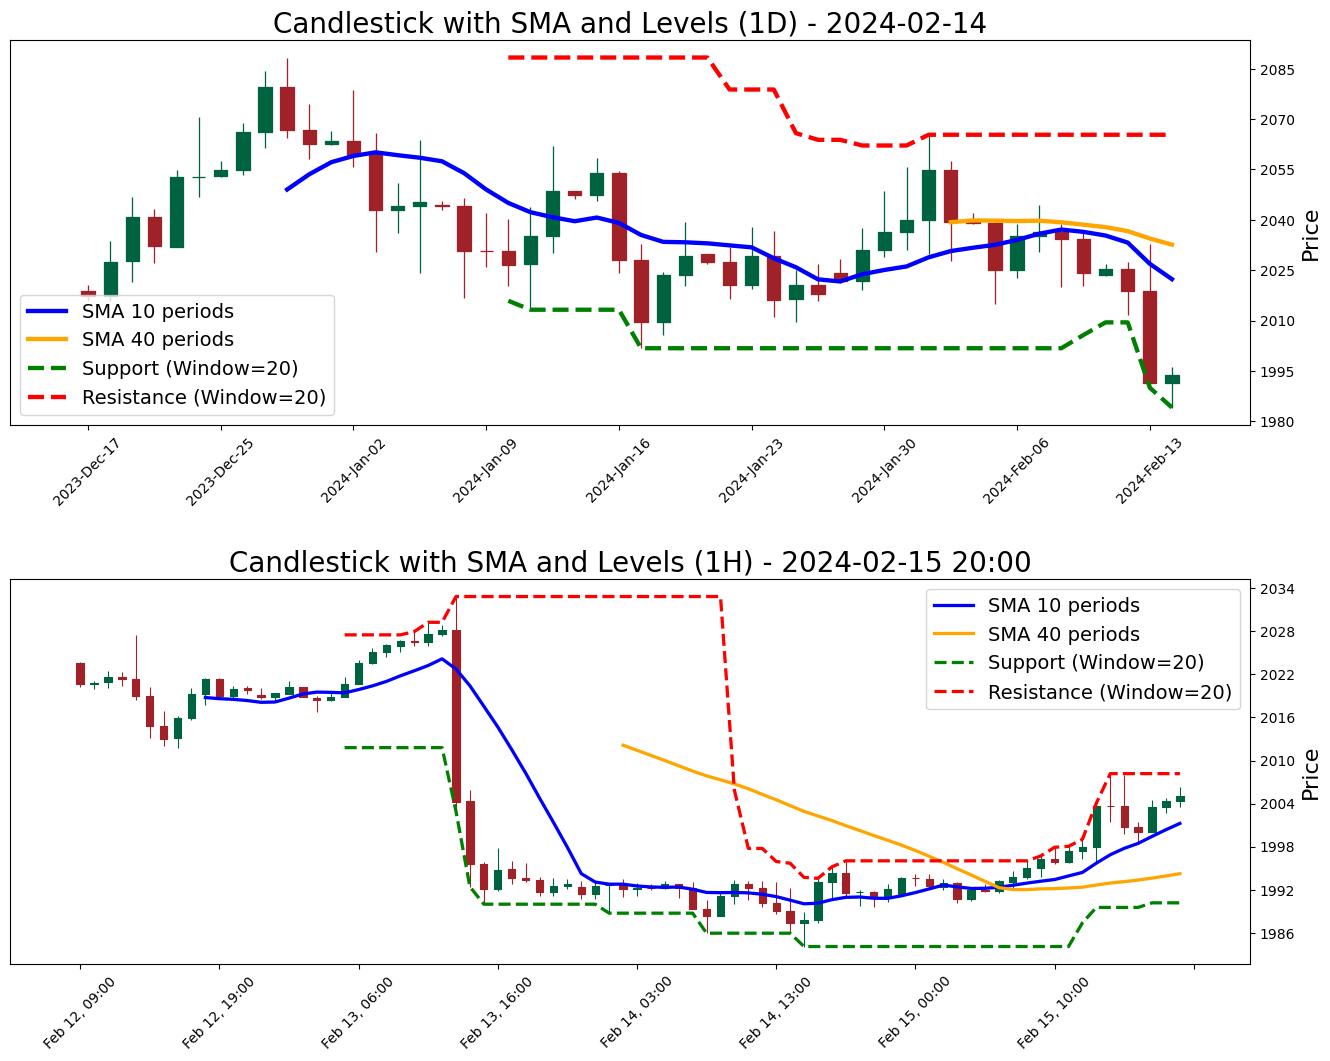 Candlestick with SMA and Levels (1D) - 2024-02-14
2085
2070
2055
2040
2025
2010
1995
1980
Price
SMA 10 periods
SMA 40 periods
Support (Window=20)
Resistance (Window=20)
2023-Dec-17
2023-Dec-25
2024-Jan-02
2024-Jan-09
2024-Jan-16
2024-Jan-23
2024-Jan-30
2024-Feb-06
2024-Feb-13
Candlestick with SMA and Levels (1H) - 2024-02-15 20:00
SMA 10 periods
SMA 40 periods
Support (Window=20)
Resistance (Window=20)
2034
2028
2022
2016
2010
2004
1998
1992
1986
Price
Feb 12, 09:00
Feb 12, 19:00
Feb 13, 06:00
Feb 13, 16:00
Feb 14, 03:00
Feb 14, 13:00
Feb 15, 00:00
Feb 15, 10:00